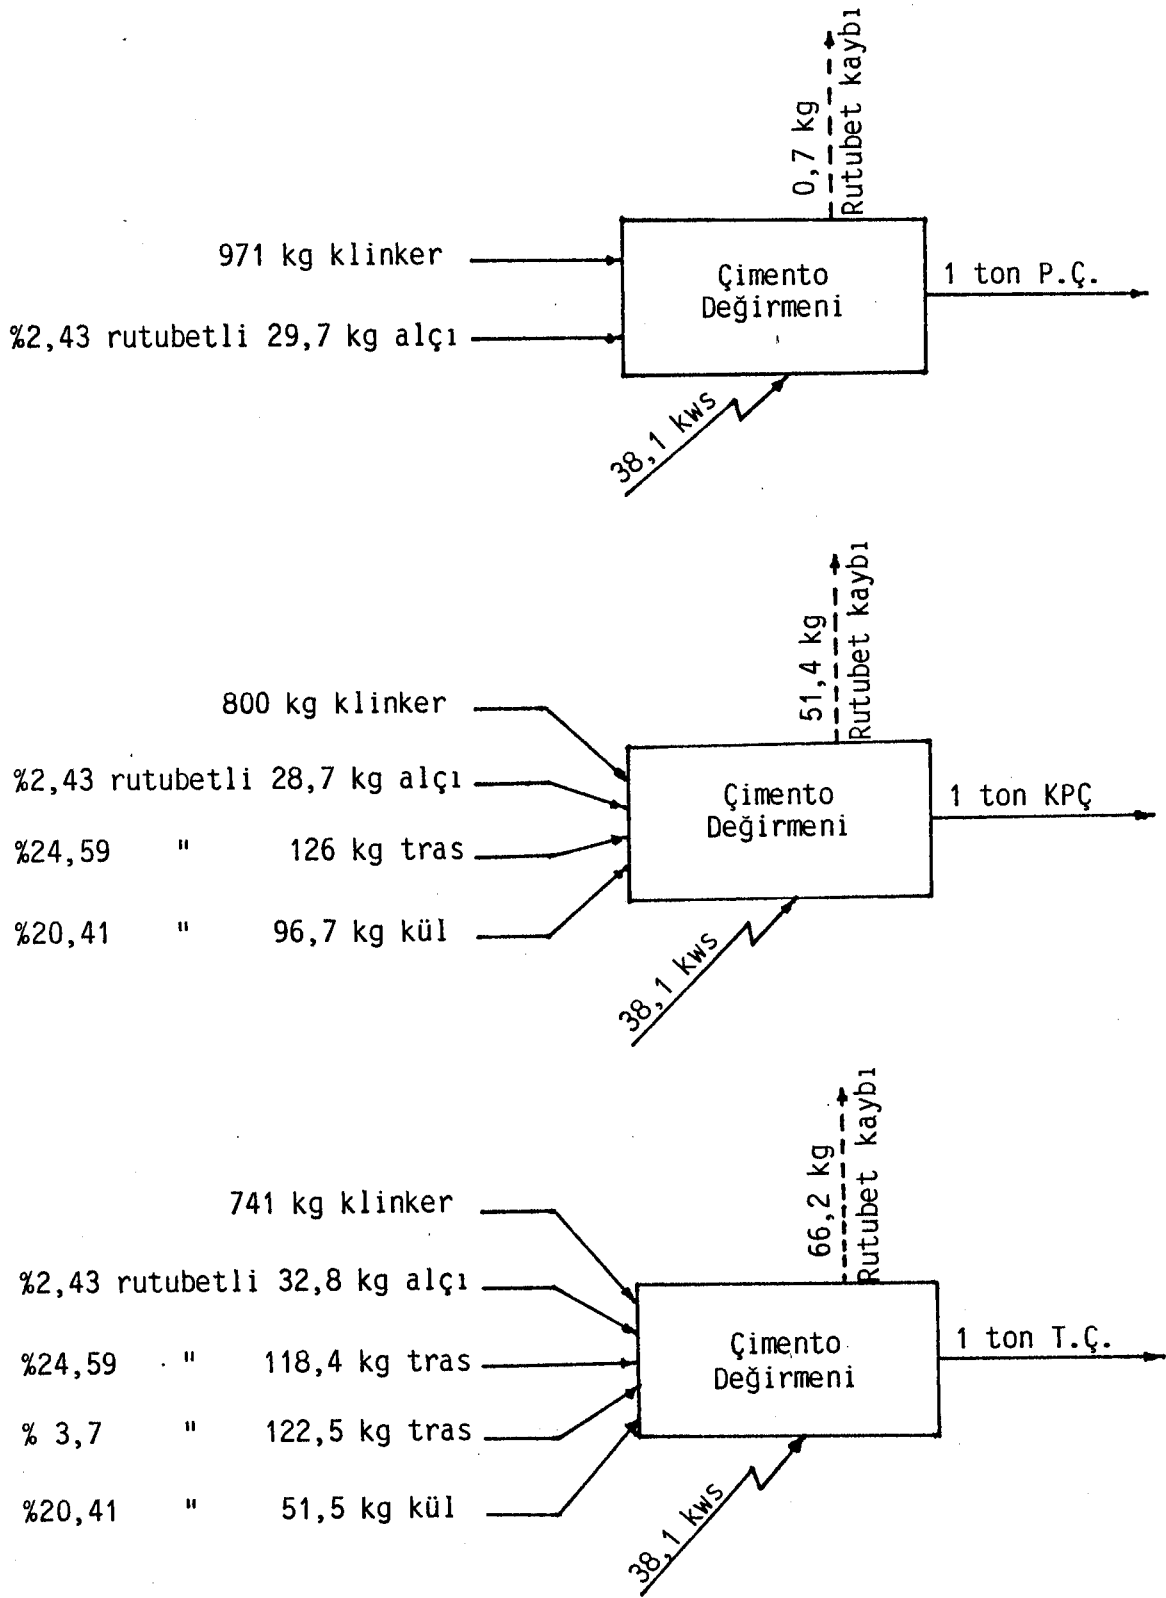 0,7 kg
Rutubet kaybı
971 kg klinker
%2,43 rutubetli 29,7 kg alçı
Çimento
Değirmeni
1 ton P.Ç.
38,1 kws
51,4 kg
Rutubet kaybı
800 kg klinker
%2,43 rutubetli 28,7 kg alçı
%24,59 " 126 kg tras
%20,41 " 96,7 kg kül
Çimento
Değirmeni
1 ton KPÇ
38,1 kws
66,2 kg
Rutubet kaybı
741 kg klinker
%2,43 rutubetli 32,8 kg alçı
%24,59 " 118,4 kg tras
% 3,7 " 122,5 kg tras
%20,41 " 51,5 kg kül
Çimento
Değirmeni
1 ton T.Ç.
38,1 kws